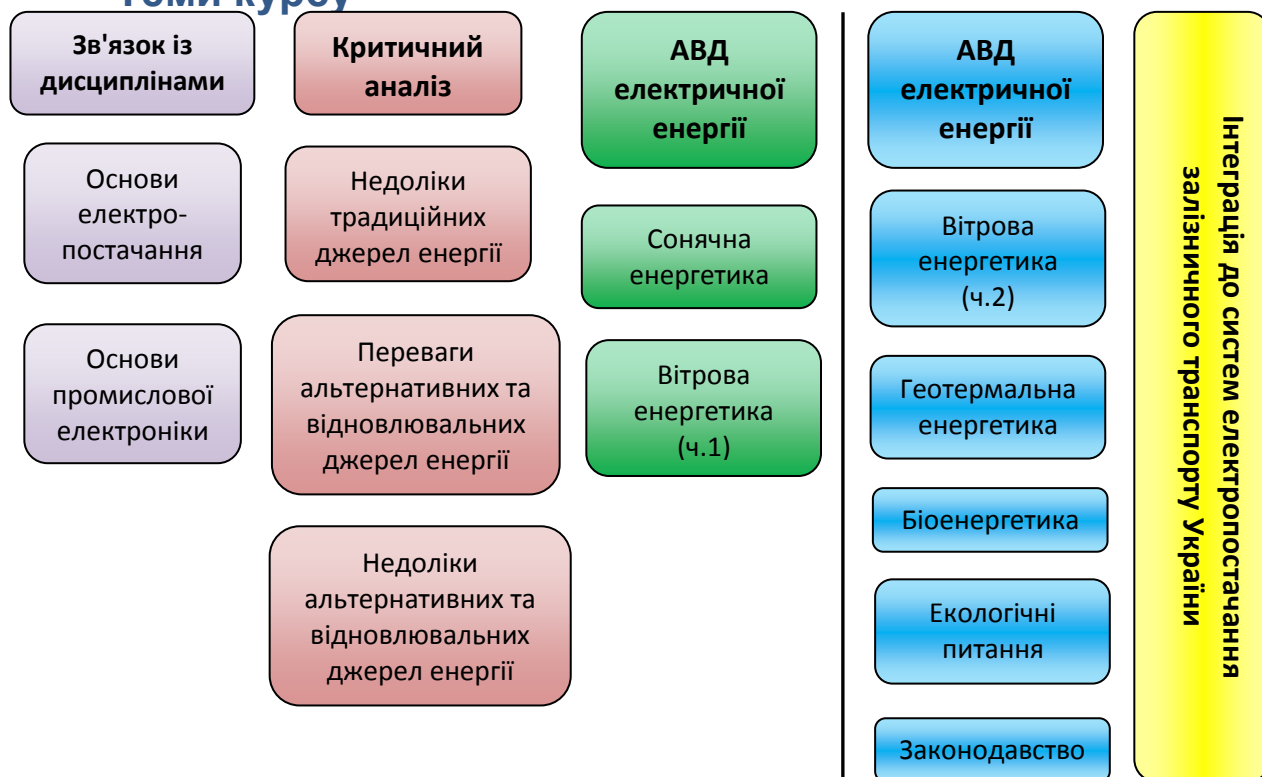 Теми курсу
Зв'язок із
дисциплінами
Основи
електро-
постачання
Основи
промислової
електроніки
Критичний
аналіз
Недоліки
традиційних
джерел енергії
Переваги
альтернативних та
відновлювальних
джерел енергії
Недоліки
альтернативних та
відновлювальних
джерел енергії
АВД
електричної
енергії
Сонячна
енергетика
Вітрова
енергетика
(ч.1)
АВД
електричної
енергії
Вітрова
енергетика
(ч.2)
Геотермальна
енергетика
Біоенергетика
Екологічні
питання
Законодавство
Інтеграція до систем електропостачання
залізничного транспорту України